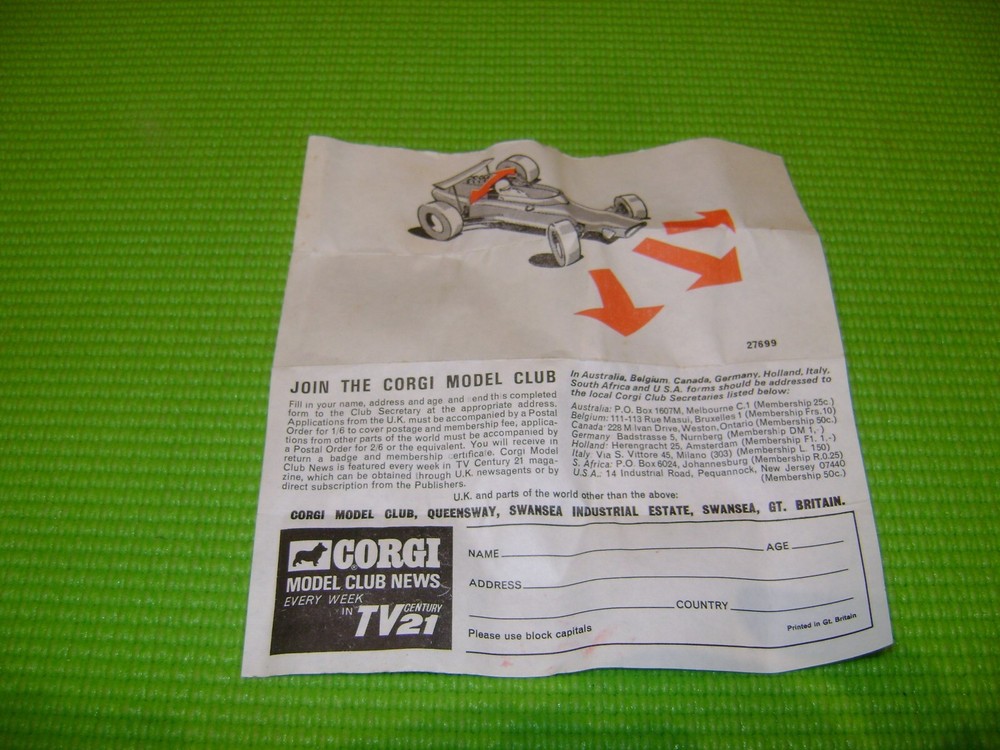 27699
JOIN THE CORGI MODEL CLUB
Fill in your name, address and age and send this completed
form to the Club Secretary at the appropriate address.
Applications from the U.K. must be accompanied by a Postal
Order for 1/6 to cover postage and membership fee, applica-
tions from other parts of the world must be accompanied by
a Postal Order for 2/6 or the equivalent. You will receive in
return a badge and membership certificate. Corgi Model
Club News is featured every week in TV Century 21 maga-
zine, which can be obtained through U.K. newsagents or by
direct subscription from the Publishers.
In Australia, Belgium, Canada, Germany, Holland, Italy,
South Africa and U.S.A. forms should be addressed to
the local Corgi Club Secretaries listed below:
Australia: P.O. Box 1607M, Melbourne C.1 (Membership 25c.)
Belgium: 111-113 Rue Masui, Bruxelles 1 (Membership Frs.10)
Canada: 228 Milvan Drive, Weston, Ontario (Membership 50c.)
Germany Badstrasse 5, Nurnberg (Membership DM 1, )
Holland: Herengracht 25, Amsterdam (Membership F1. 1.-)
Italy. Via S. Vittore 45, Milano (303) (Membership L. 150)
S. Africa: P.O. Box 6024, Johannesburg (Membership R.0.25)
U.S.A.: 14 Industrial Road, Pequannock, New Jersey 07440
(Membership 50c.)
U.K. and parts of the world other than the above:
CORGI MODEL CLUB, QUEENSWAY, SWANSEA INDUSTRIAL ESTATE, SWANSEA, GT. BRITAIN.
CORGI
MODEL CLUB NEWS
EVERY WEEK
IN TV CENTURY 21
NAME AGE
ADDRESS
COUNTRY
Please use block capitals
Printed in Gt. Britain